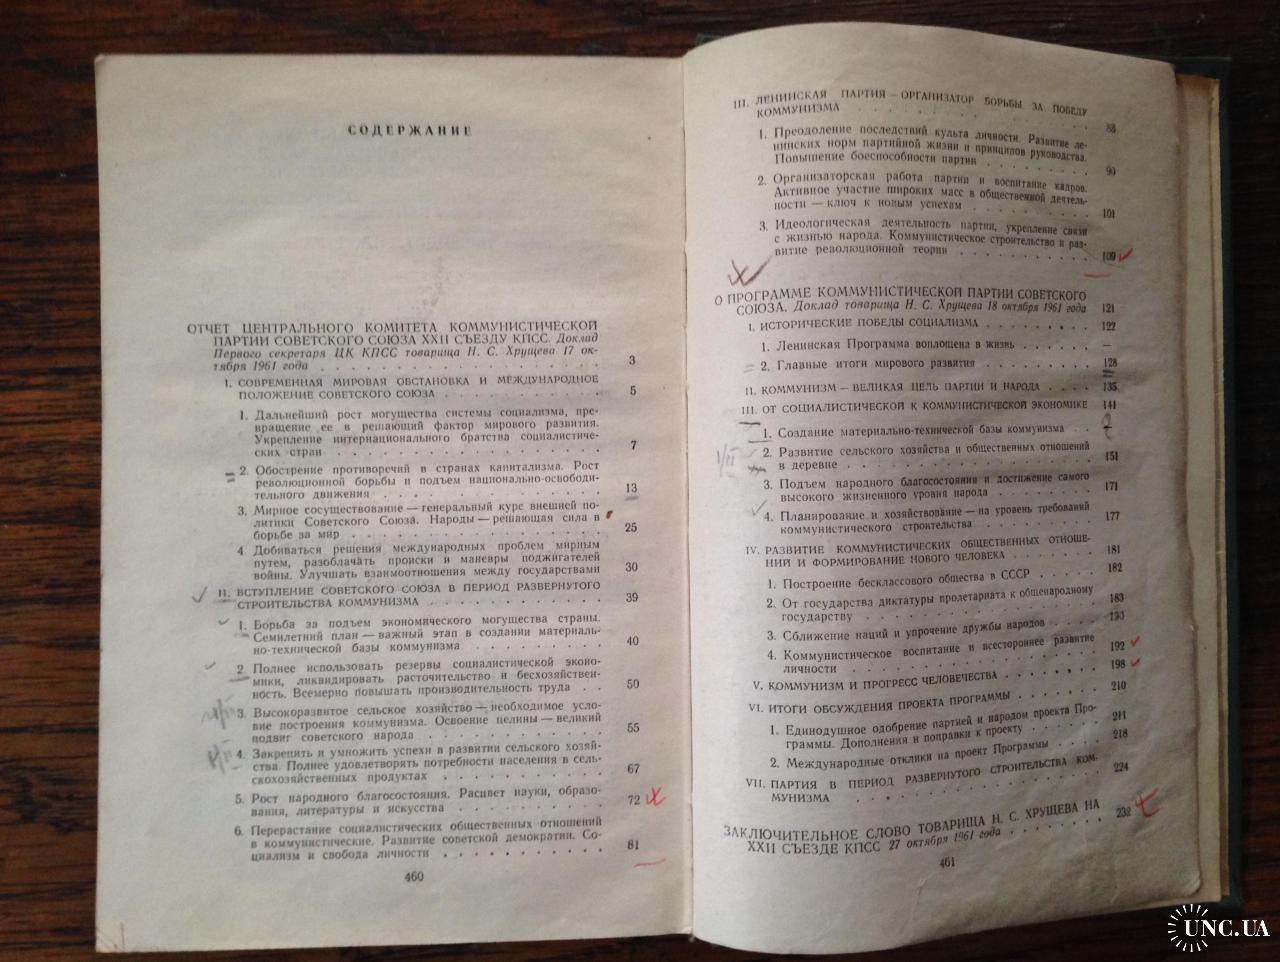 СОДЕРЖАНИЕ
ОТЧЕТ ЦЕНТРАЛЬНОГО КОМИТЕТА КОММУНИСТИЧЕСКОЙ
ПАРТИИ СОВЕТСКОГО СОЮЗА XXII СЪЕЗДУ КПСС. Доклад
Первого секретаря ЦК КПСС товарища Н. С. Хрущева 17 ок-
тября 1961 года . . . . . . . . . . . . 3
I. СОВРЕМЕННАЯ МИРОВАЯ ОБСТАНОВКА И МЕЖДУНАРОДНОЕ
ПОЛОЖЕНИЕ СОВЕТСКОГО СОЮЗА . . . . . . . . . 5
1. Дальнейший рост могущества системы социализма, пре-
вращение ее в решающий фактор мирового развития.
Укрепление интернационального братства социалистиче-
ских стран . . . . . . . . . . . . 7
2. Обострение противоречий в странах капитализма. Рост
революционной борьбы и подъем национально-освободи-
тельного движения . . . . . . . . . . 13
3. Мирное сосуществование — генеральный курс внешней по-
литики Советского Союза. Народы — решающая сила в
борьбе за мир . . . . . . . . . . . 25
4. Добиваться решения международных проблем мирным
путем, разоблачать происки и маневры поджигателей
войны. Улучшать взаимоотношения между государствами 30
II. ВСТУПЛЕНИЕ СОВЕТСКОГО СОЮЗА В ПЕРИОД РАЗВЕРНУТОГО
СТРОИТЕЛЬСТВА КОММУНИЗМА . . . . . . . . . 39
1. Борьба за подъем экономического могущества страны.
Семилетний план — важный этап в создании материаль-
но-технической базы коммунизма . . . . . . . 40
2. Полнее использовать резервы социалистической эконо-
мики, ликвидировать расточительство и бесхозяйствен-
ность. Всемерно повышать производительность труда . . 50
3. Высокоразвитое сельское хозяйство — необходимое усло-
вие построения коммунизма. Освоение целины — великий
подвиг советского народа . . . . . . . . . 55
4. Закрепить и умножить успехи в развитии сельского хозяй-
ства. Полнее удовлетворять потребности населения в сель-
скохозяйственных продуктах . . . . . . . . 67
5. Рост народного благосостояния. Расцвет науки, образо-
вания, литературы и искусства . . . . . . . . 72
6. Перерастание социалистических общественных отношений
в коммунистические. Развитие советской демократии. Со-
циализм и свобода личности . . . . . . . . 81
460
III. ЛЕНИНСКАЯ ПАРТИЯ — ОРГАНИЗАТОР БОРЬБЫ ЗА ПОБЕДУ
КОММУНИЗМА . . . . . . . . . . . . 88
1. Преодоление последствий культа личности. Развитие ле-
нинских норм партийной жизни и принципов руководства.
Повышение боеспособности партии . . . . . . . 90
2. Организаторская работа партии и воспитание кадров.
Активное участие широких масс в общественной деятель-
ности — ключ к новым успехам . . . . . . . . 101
3. Идеологическая деятельность партии, укрепление связи
с жизнью народа. Коммунистическое строительство и раз-
витие революционной теории . . . . . . . . 109
О ПРОГРАММЕ КОММУНИСТИЧЕСКОЙ ПАРТИИ СОВЕТСКОГО
СОЮЗА. Доклад товарища Н. С. Хрущева 18 октября 1961 года 121
I. ИСТОРИЧЕСКИЕ ПОБЕДЫ СОЦИАЛИЗМА . . . . . . . 122
1. Ленинская Программа воплощена в жизнь . . . . . —
2. Главные итоги мирового развития . . . . . . . 128
II. КОММУНИЗМ — ВЕЛИКАЯ ЦЕЛЬ ПАРТИИ И НАРОДА . . . . 135
III. ОТ СОЦИАЛИСТИЧЕСКОЙ К КОММУНИСТИЧЕСКОЙ ЭКОНОМИКЕ 141
1. Создание материально-технической базы коммунизма . . —
2. Развитие сельского хозяйства и общественных отношений
в деревне . . . . . . . . . . . . 151
3. Подъем народного благосостояния и достижение самого
высокого жизненного уровня народа . . . . . . . 171
4. Планирование и хозяйствование — на уровень требований
коммунистического строительства . . . . . . . 177
IV. РАЗВИТИЕ КОММУНИСТИЧЕСКИХ ОБЩЕСТВЕННЫХ ОТНОШЕ-
НИЙ И ФОРМИРОВАНИЕ НОВОГО ЧЕЛОВЕКА . . . . . . 181
1. Построение бесклассового общества в СССР . . . . . 182
2. От государства диктатуры пролетариата к общенародному
государству . . . . . . . . . . . . 183
3. Сближение наций и упрочение дружбы народов . . . .
4. Коммунистическое воспитание и всестороннее развитие
личности . . . . . . . . . . . . 192
V. КОММУНИЗМ И ПРОГРЕСС ЧЕЛОВЕЧЕСТВА . . . . . . 198
VI. ИТОГИ ОБСУЖДЕНИЯ ПРОЕКТА ПРОГРАММЫ . . . . . . 210
1. Единодушное одобрение партией и народом проекта Про-
граммы. Дополнения и поправки к проекту . . . . . 211
2. Международные отклики на проект Программы . . . . 218
VII. ПАРТИЯ В ПЕРИОД РАЗВЕРНУТОГО СТРОИТЕЛЬСТВА КОМ-
МУНИЗМА . . . . . . . . . . . . 224
ЗАКЛЮЧИТЕЛЬНОЕ СЛОВО ТОВАРИЩА Н. С. ХРУЩЕВА НА
XXII СЪЕЗДЕ КПСС 27 октября 1961 года . . . . . . . 232
461
UNC.UA